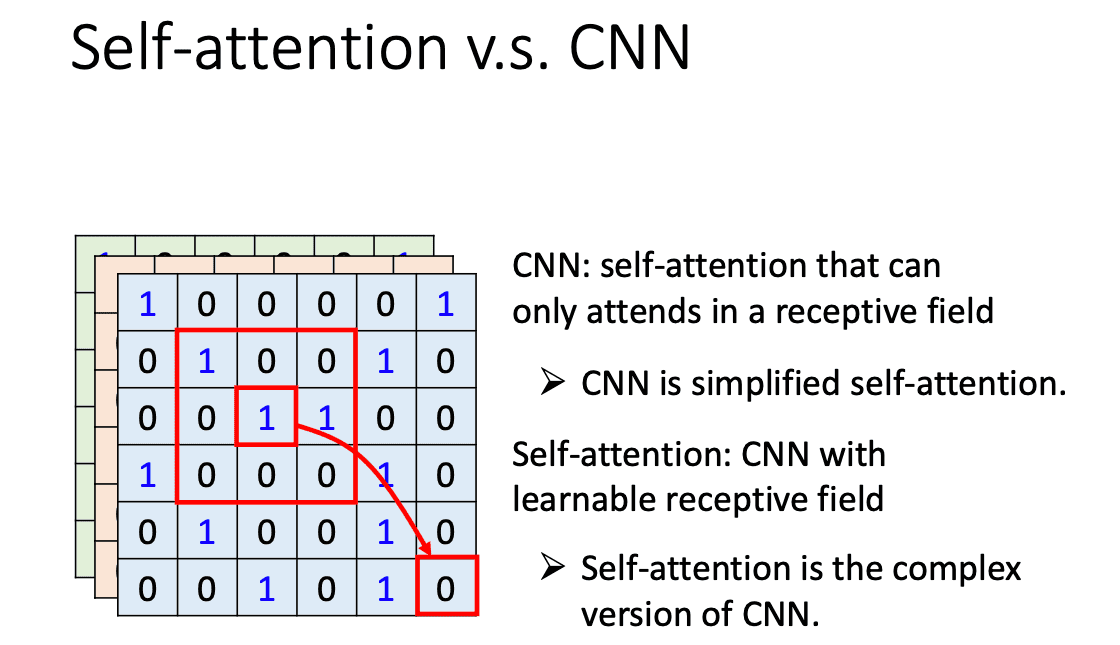 Self-attention v.s. CNN
1 0 0 0 0 1
0 1 0 0 1 0
0 0 1 1 0 0
1 0 0 0 1 0
0 1 0 0 1 0
0 0 1 0 1 0
CNN: self-attention that can
only attends in a receptive field
➢ CNN is simplified self-attention.
Self-attention: CNN with
learnable receptive field
➢ Self-attention is the complex
version of CNN.